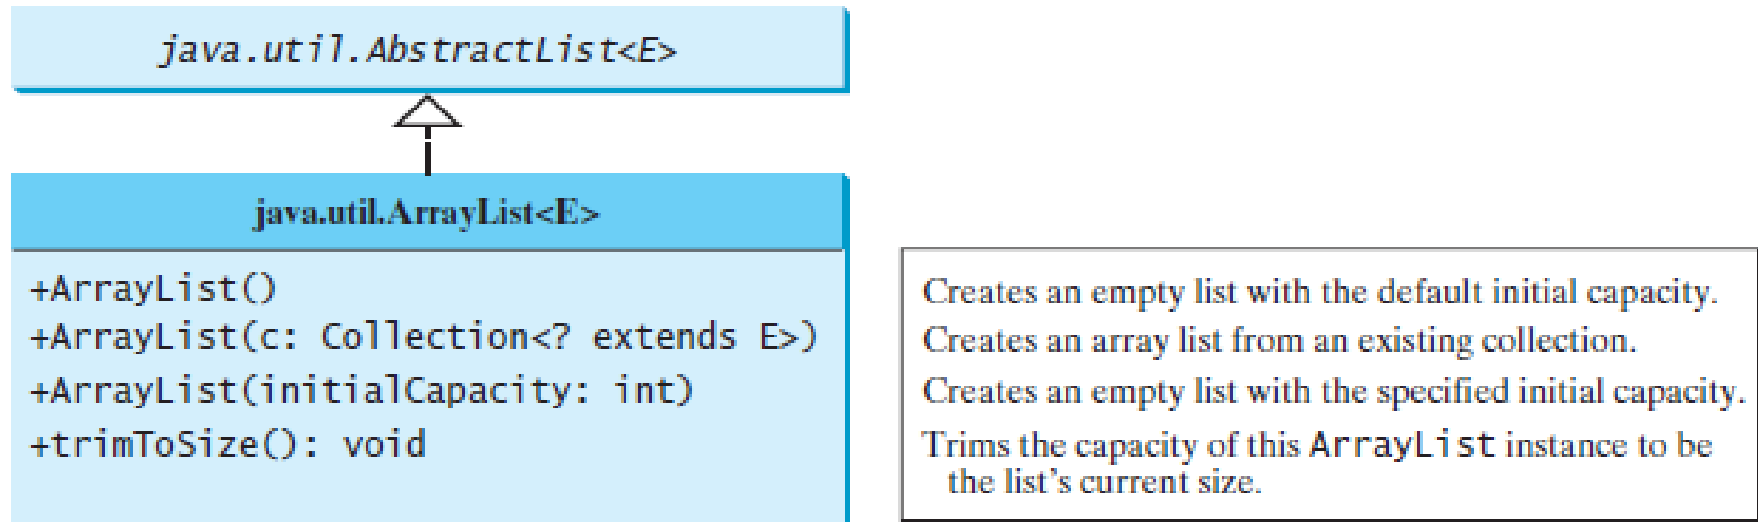 java.util.AbstractList<E>
java.util.ArrayList<E>
+ArrayList()
+ArrayList(c: Collection<? extends E>)
+ArrayList(initialCapacity: int)
+trimToSize(): void
Creates an empty list with the default initial capacity.
Creates an array list from an existing collection.
Creates an empty list with the specified initial capacity.
Trims the capacity of this ArrayList instance to be
the list's current size.